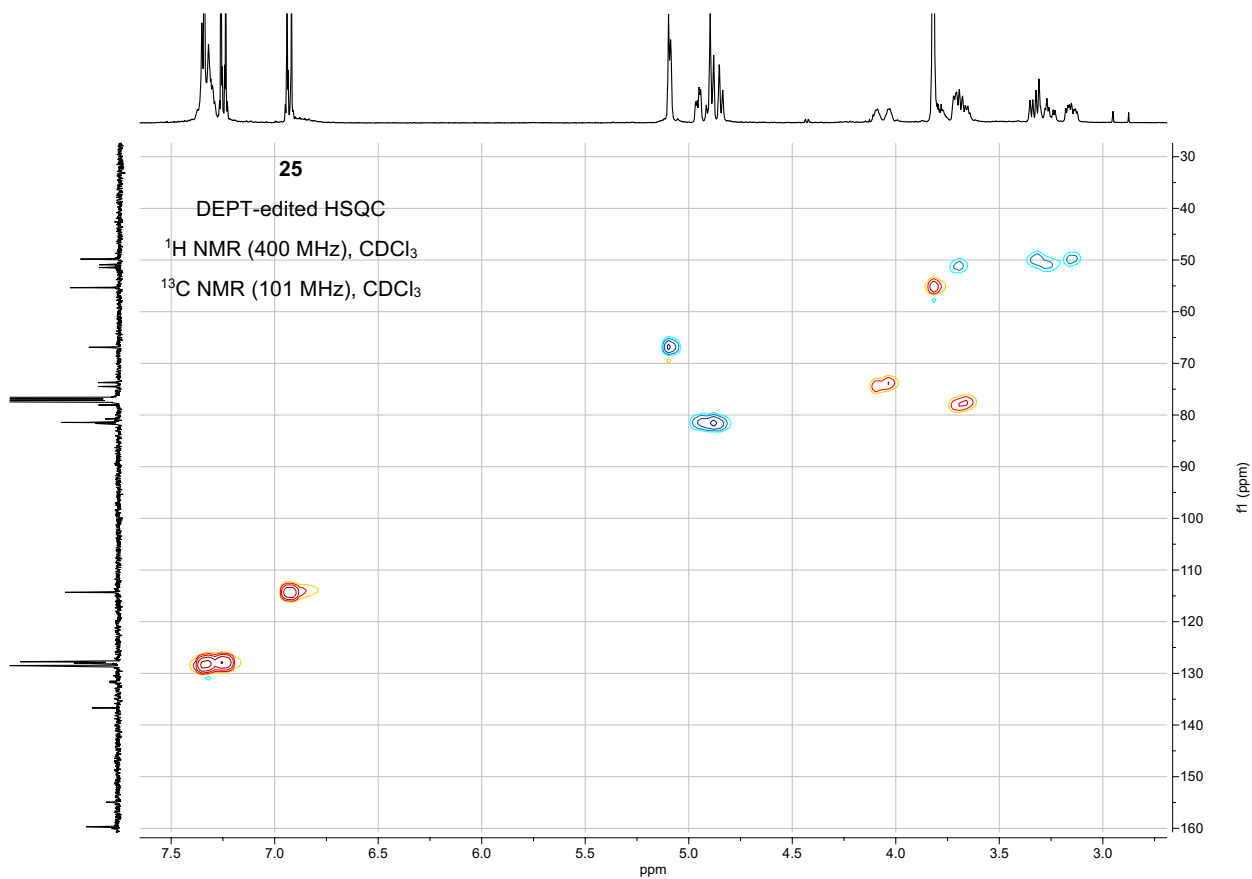 25
DEPT-edited HSQC
¹H NMR (400 MHz), CDCl₃
¹³C NMR (101 MHz), CDCl₃
30
40
50
60
70
80
90
100
110
120
130
140
150
160
f1 (ppm)
7.5 7.0 6.5 6.0 5.5 5.0 4.5 4.0 3.5 3.0
ppm